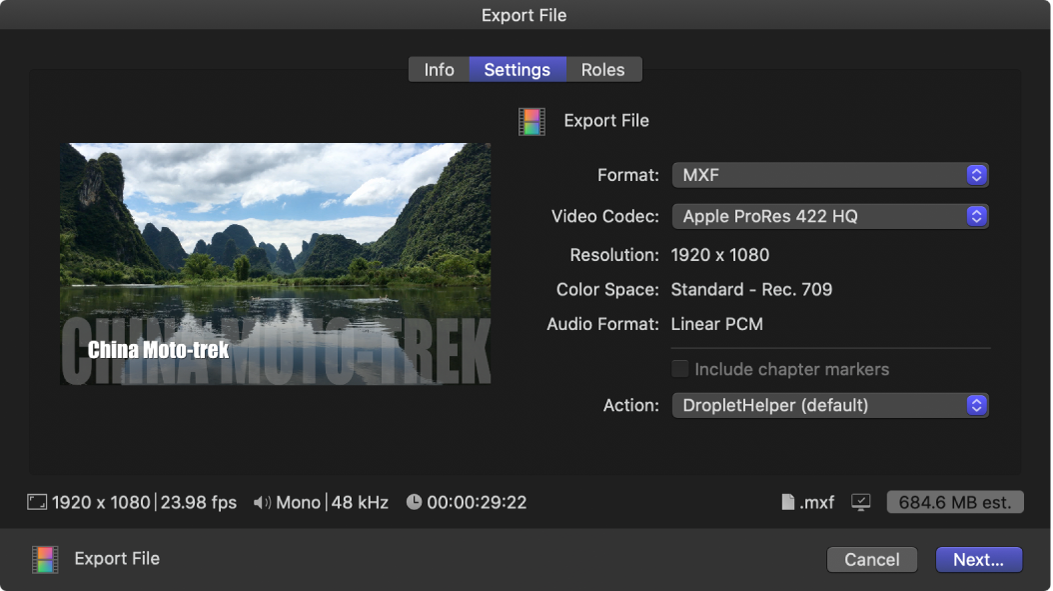 Export File
Info Settings Roles
Export File
Format: MXF
Video Codec: Apple ProRes 422 HQ
Resolution: 1920 x 1080
Color Space: Standard - Rec. 709
Audio Format: Linear PCM
Include chapter markers
Action: DropletHelper (default)
CHINA MOTO-TREK
China Moto-trek
1920 x 1080 | 23.98 fps Mono | 48 kHz 00:00:29:22 .mxf 684.6 MB est.
Export File Cancel Next...